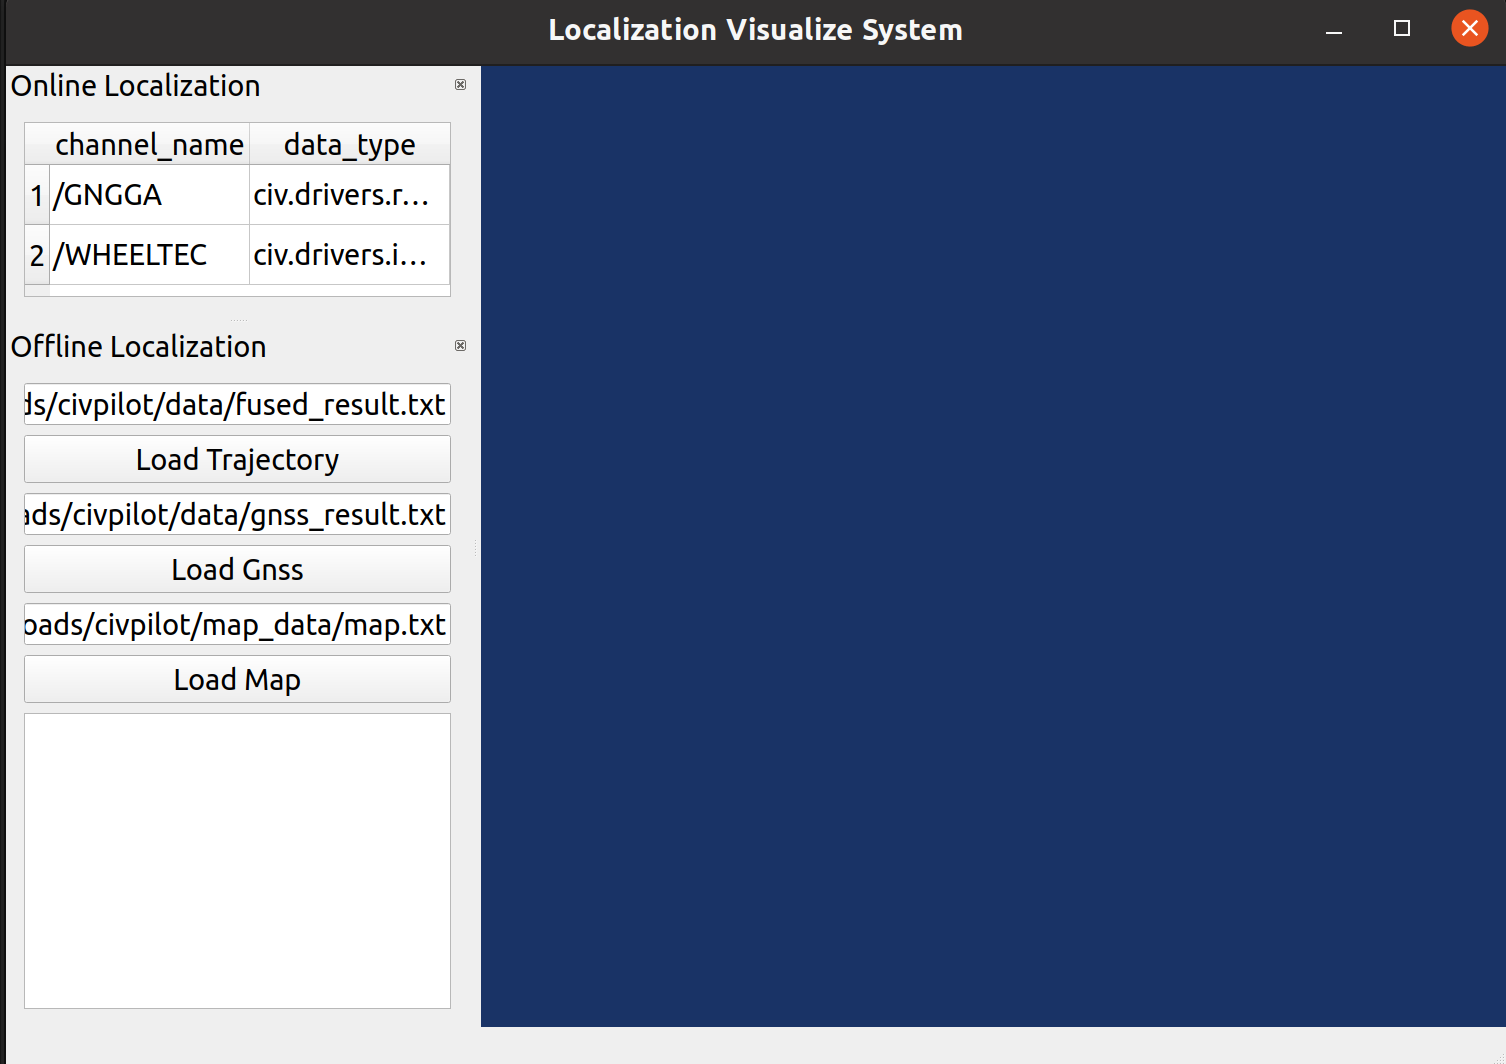 Localization Visualize System
Online Localization
channel_name data_type
1 /GNGGA civ.drivers.r...
2 /WHEELTEC civ.drivers.i...
Offline Localization
ds/civpilot/data/fused_result.txt
Load Trajectory
ads/civpilot/data/gnss_result.txt
Load Gnss
oads/civpilot/map_data/map.txt
Load Map